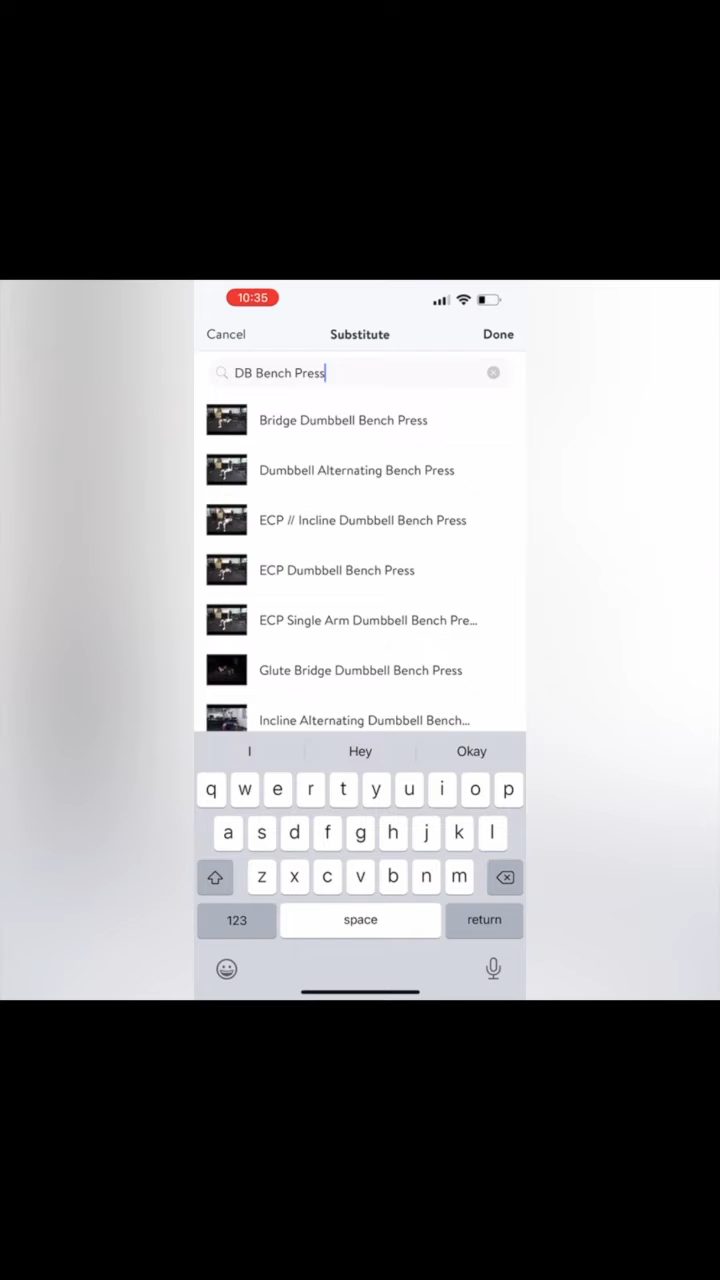 10:35
Cancel Substitute Done
DB Bench Press
Bridge Dumbbell Bench Press
Dumbbell Alternating Bench Press
ECP // Incline Dumbbell Bench Press
ECP Dumbbell Bench Press
ECP Single Arm Dumbbell Bench Pre...
Glute Bridge Dumbbell Bench Press
Incline Alternating Dumbbell Bench...
I Hey Okay
q w e r t y u i o p
a s d f g h j k l
z x c v b n m
123 space return